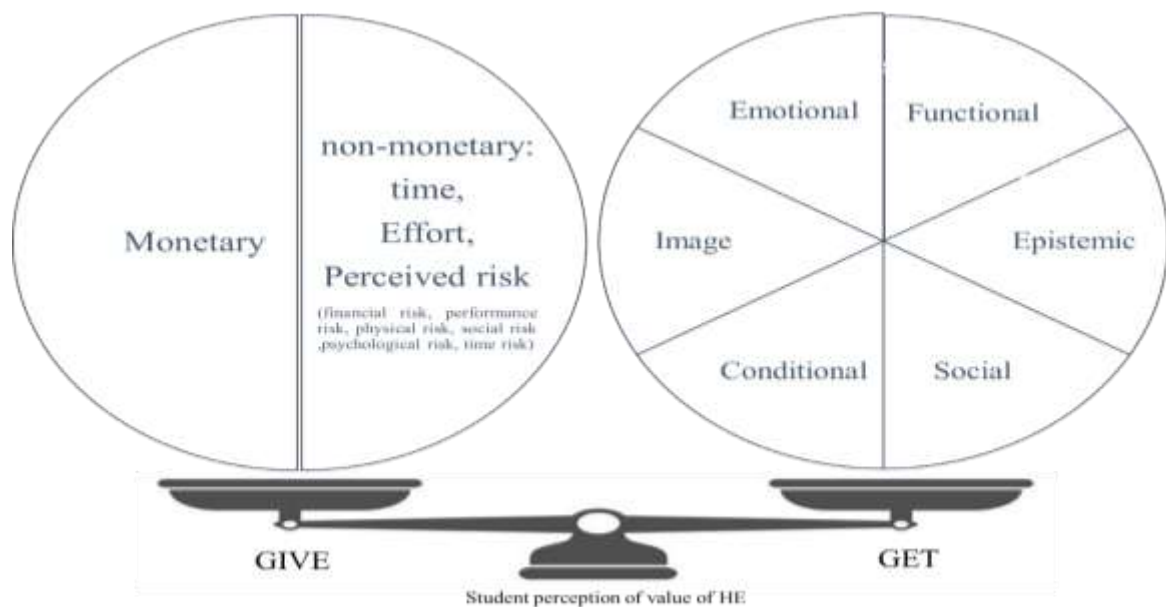 Monetary
non-monetary:
time,
Effort,
Perceived risk
(financial risk, performance
risk, physical risk, social risk
,psychological risk, time risk)
Emotional
Functional
Image
Epistemic
Conditional
Social
GIVE
GET
Student perception of value of HE